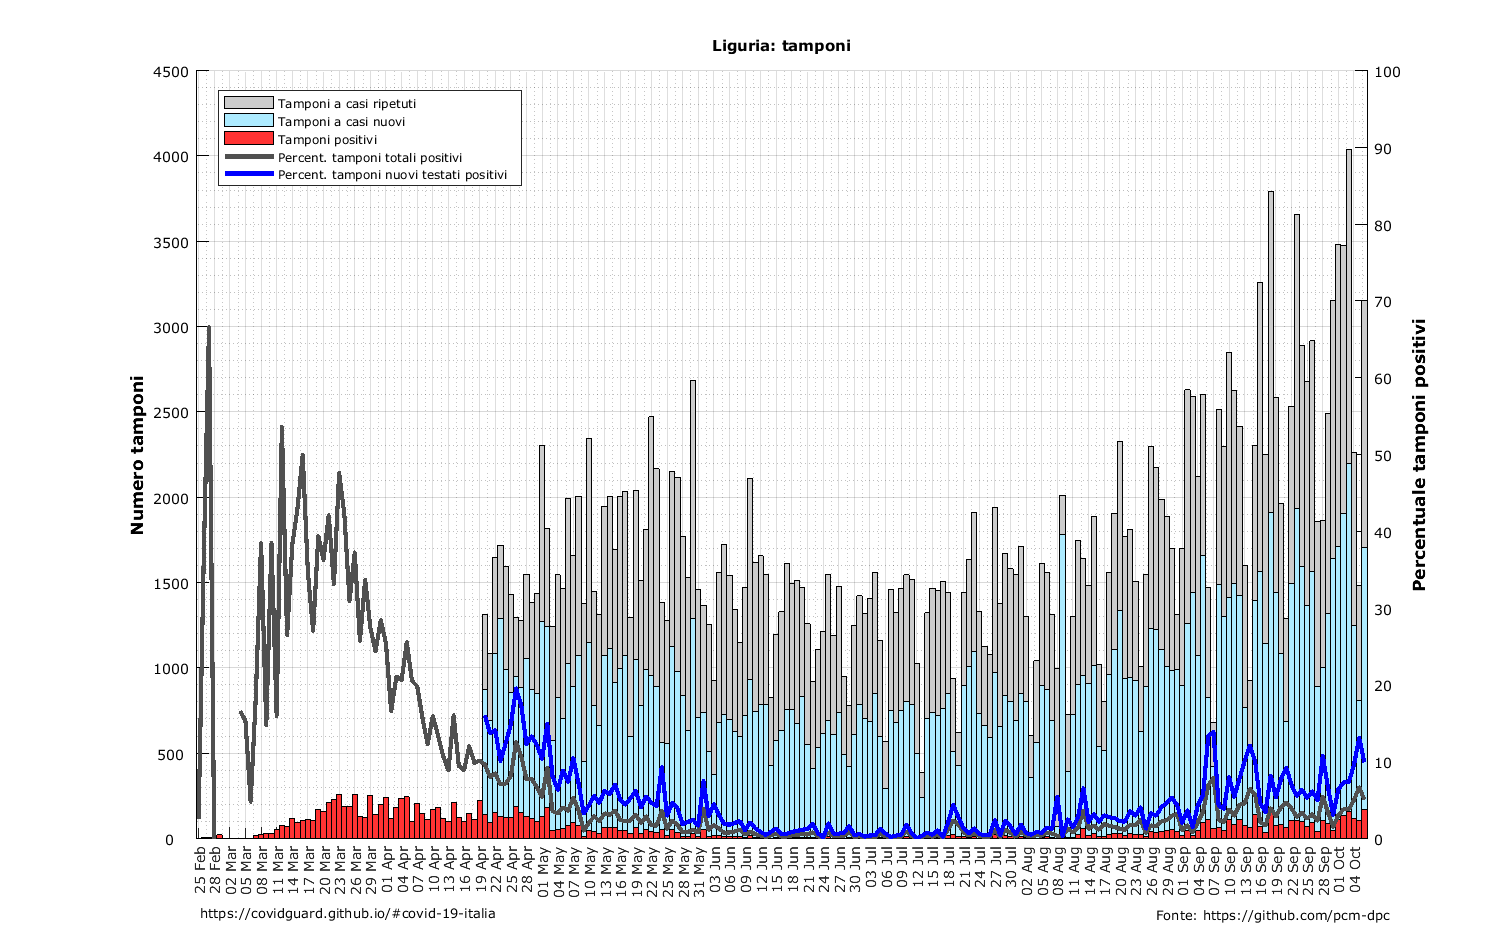 Liguria: tamponi
Numero tamponi
4500
4000
3500
3000
2500
2000
1500
1000
500
0
Tamponi a casi ripetuti
Tamponi a casi nuovi
Tamponi positivi
Percent. tamponi totali positivi
Percent. tamponi nuovi testati positivi
100
90
80
70
60
50
40
30
20
10
0
Percentuale tamponi positivi
25 Feb
28 Feb
02 Mar
05 Mar
08 Mar
11 Mar
14 Mar
17 Mar
20 Mar
23 Mar
26 Mar
29 Mar
01 Apr
04 Apr
07 Apr
10 Apr
13 Apr
16 Apr
19 Apr
22 Apr
25 Apr
28 Apr
01 May
04 May
07 May
10 May
13 May
16 May
19 May
22 May
25 May
28 May
31 May
03 Jun
06 Jun
09 Jun
12 Jun
15 Jun
18 Jun
21 Jun
24 Jun
27 Jun
30 Jun
03 Jul
06 Jul
09 Jul
12 Jul
15 Jul
18 Jul
21 Jul
24 Jul
27 Jul
30 Jul
02 Aug
05 Aug
08 Aug
11 Aug
14 Aug
17 Aug
20 Aug
23 Aug
26 Aug
29 Aug
01 Sep
04 Sep
07 Sep
10 Sep
13 Sep
16 Sep
19 Sep
22 Sep
25 Sep
28 Sep
01 Oct
04 Oct
https://covidguard.github.io/#covid-19-italia
Fonte: https://github.com/pcm-dpc